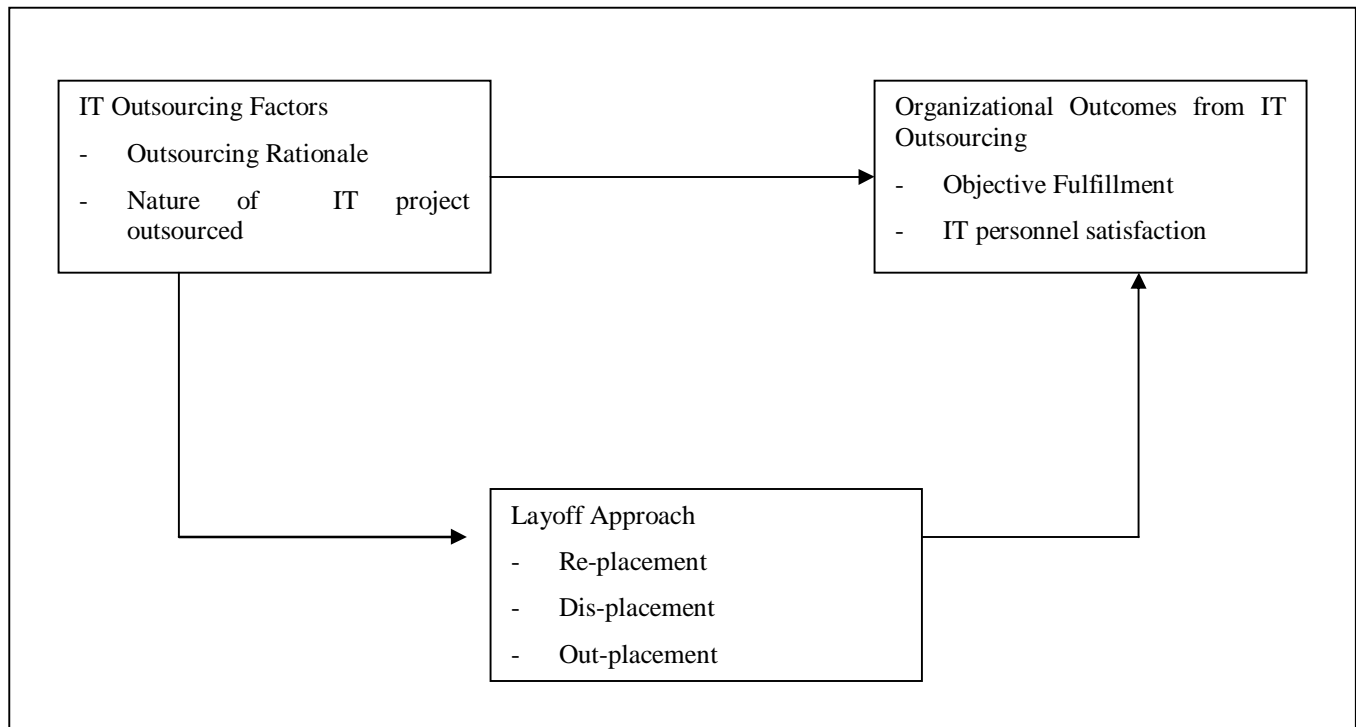 IT Outsourcing Factors
- Outsourcing Rationale
- Nature of IT project
outsourced
Organizational Outcomes from IT
Outsourcing
- Objective Fulfillment
- IT personnel satisfaction
Layoff Approach
- Re-placement
- Dis-placement
- Out-placement